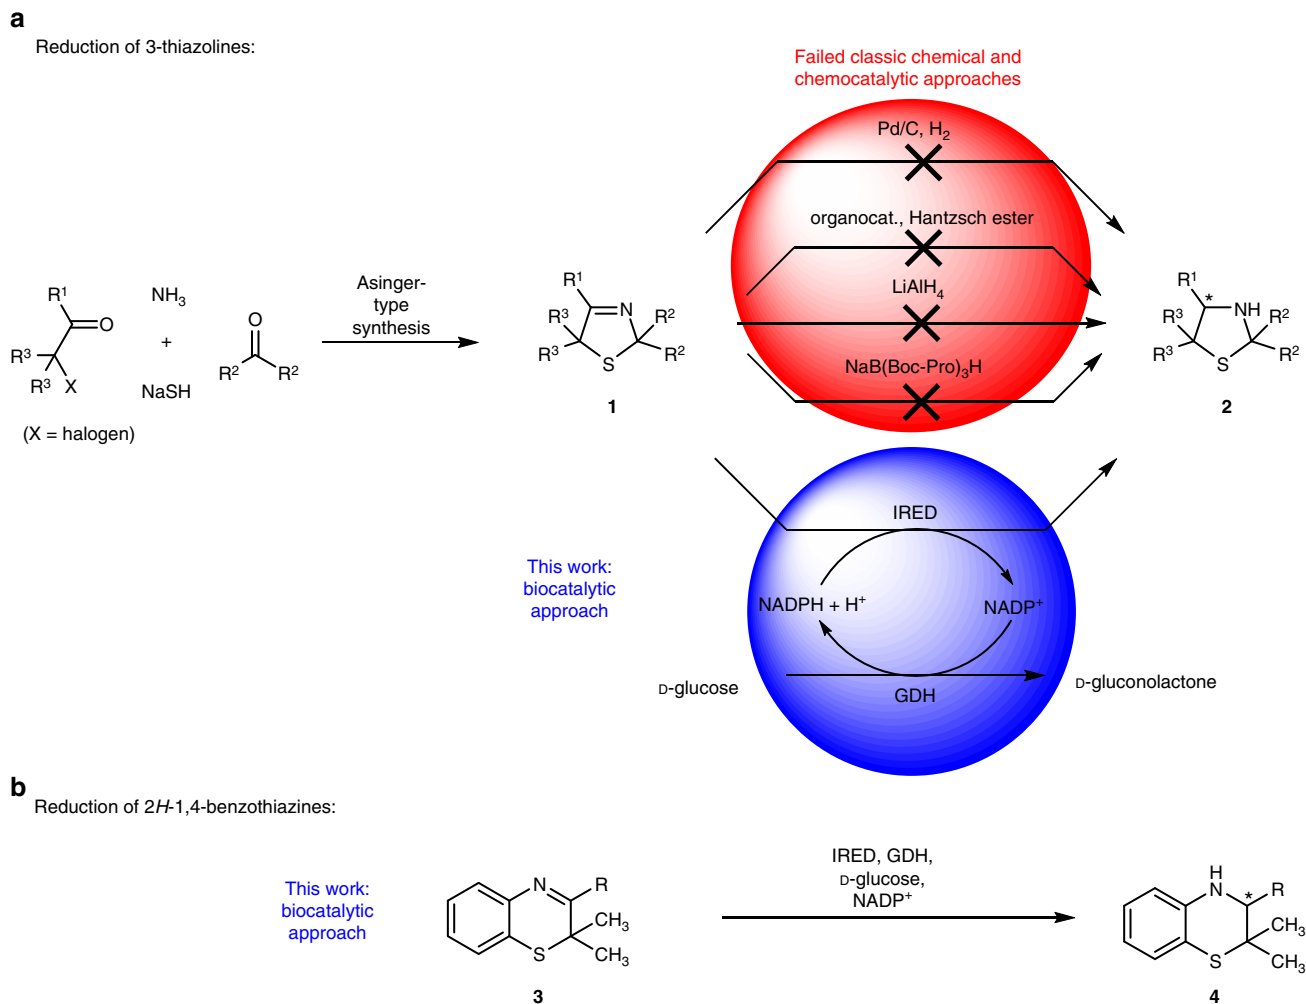 a
Reduction of 3-thiazolines:
Failed classic chemical and
chemocatalytic approaches
Pd/C, H2
organocat., Hantzsch ester
LiAlH4
NaB(Boc-Pro)3H
R1
O
R3
R3
X
(X = halogen)
NH3
+
NaSH
O
R2
R2
Asinger-
type
synthesis
R1
N
R3
R3
S
R2
R2
1
R1
*
NH
R3
R3
S
R2
R2
2
This work:
biocatalytic
approach
IRED
NADPH + H+
NADP+
D-glucose
GDH
D-gluconolactone
b
Reduction of 2H-1,4-benzothiazines:
This work:
biocatalytic
approach
N
R
CH3
S
CH3
3
IRED, GDH,
D-glucose,
NADP+
H
N
*
R
CH3
S
CH3
4